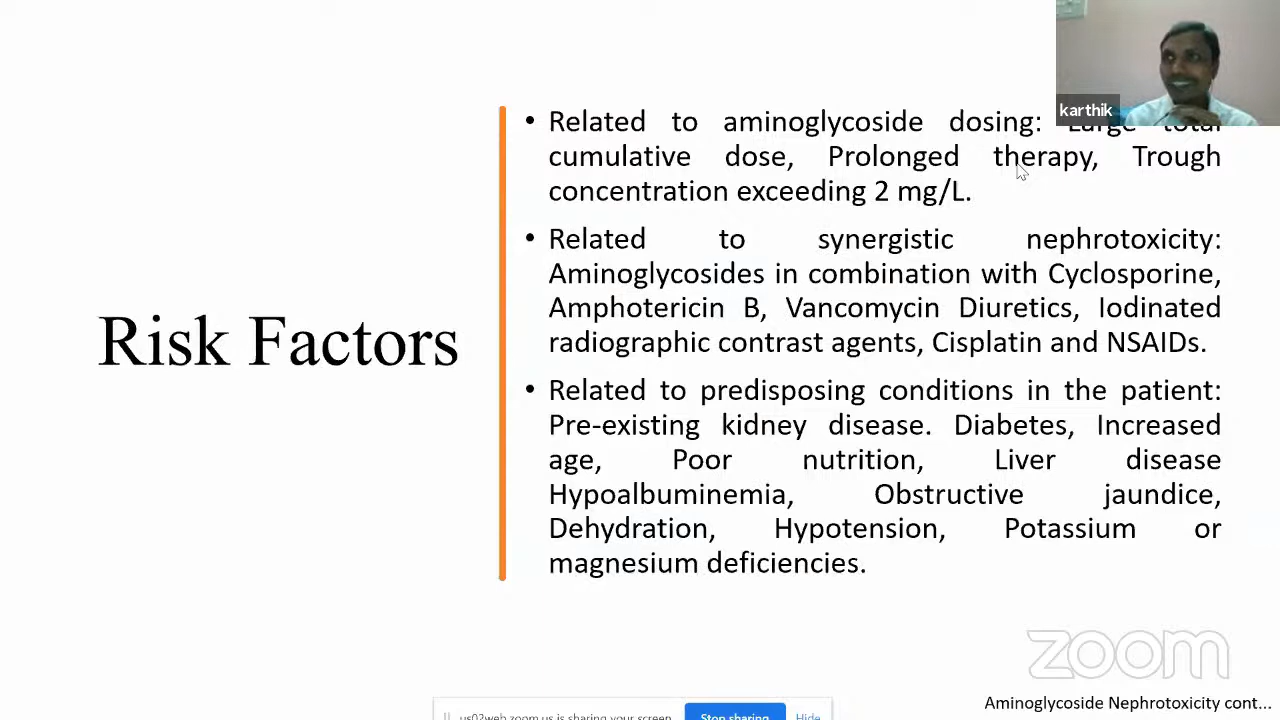 karthik
• Related to aminoglycoside dosing: Large total
cumulative dose, Prolonged therapy, Trough
concentration exceeding 2 mg/L.
• Related to synergistic nephrotoxicity:
Aminoglycosides in combination with Cyclosporine,
Amphotericin B, Vancomycin Diuretics, Iodinated
radiographic contrast agents, Cisplatin and NSAIDs.
Risk Factors
• Related to predisposing conditions in the patient:
Pre-existing kidney disease. Diabetes, Increased
age, Poor nutrition, Liver disease
Hypoalbuminemia, Obstructive jaundice,
Dehydration, Hypotension, Potassium or
magnesium deficiencies.
zoom
Aminoglycoside Nephrotoxicity cont...
us02web.zoom.us is sharing your screen. Stop sharing Hide